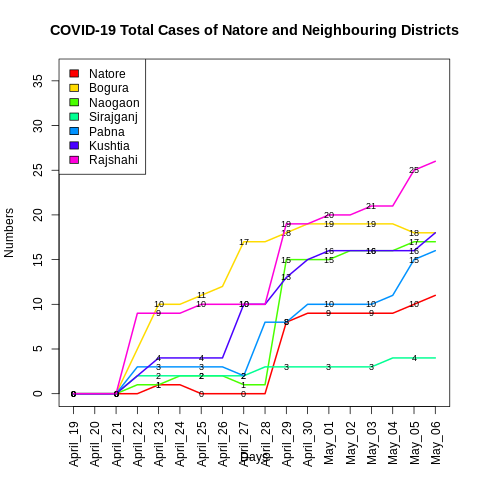 COVID-19 Total Cases of Natore and Neighbouring Districts
Natore
Bogura
Naogaon
Sirajganj
Pabna
Kushtia
Rajshahi
Numbers
35
30
25
20
15
10
5
0
25
20
21
19
19
19
18
18
17
17
16
16
16
15
15
15
13
11
10
10
10
10
10
10
9
9
9
9
8
4
4
4
3
3
3
3
3
2
2
2
1
1
0
0
0
0
April_19
April_20
April_21
April_22
April_23
April_24
April_25
April_26
April_27
April_28
April_29
April_30
May_01
May_02
May_03
May_04
May_05
May_06
Days